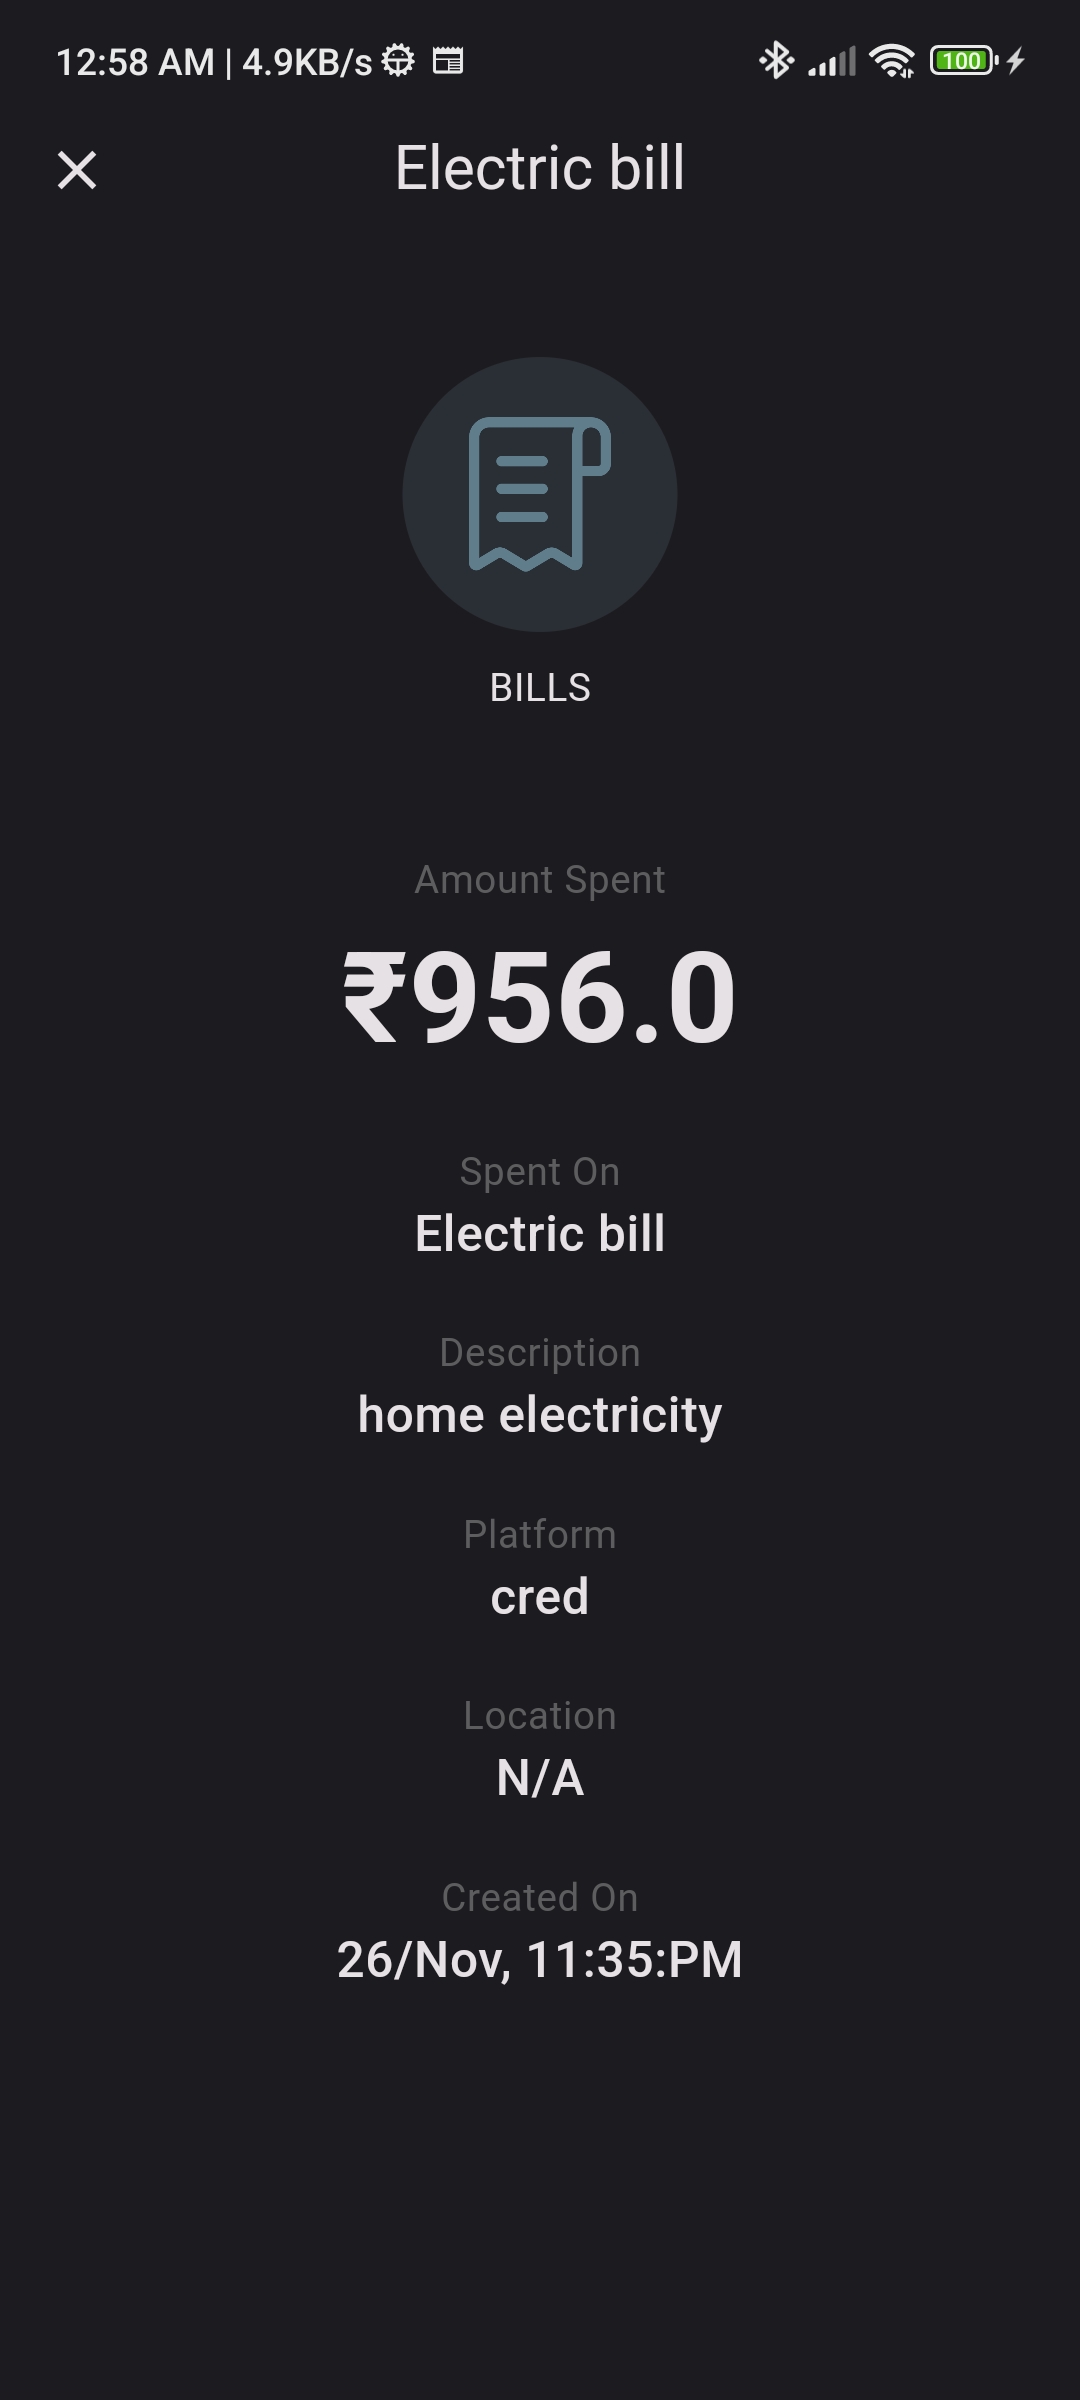 12:58 AM | 4.9KB/s 100
Electric bill
BILLS
Amount Spent
₹956.0
Spent On
Electric bill
Description
home electricity
Platform
cred
Location
N/A
Created On
26/Nov, 11:35:PM